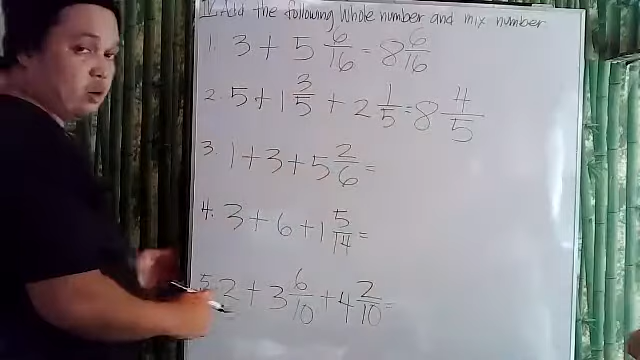 IV. Add the following whole number and mix number
1. 3 + 5 6/16 = 8 6/16
2. 5 + 1 3/5 + 2 1/5 = 8 4/5
3. 1 + 3 + 5 2/6 =
4. 3 + 6 + 1 5/14 =
5. 2 + 3 6/10 + 4 2/10 =